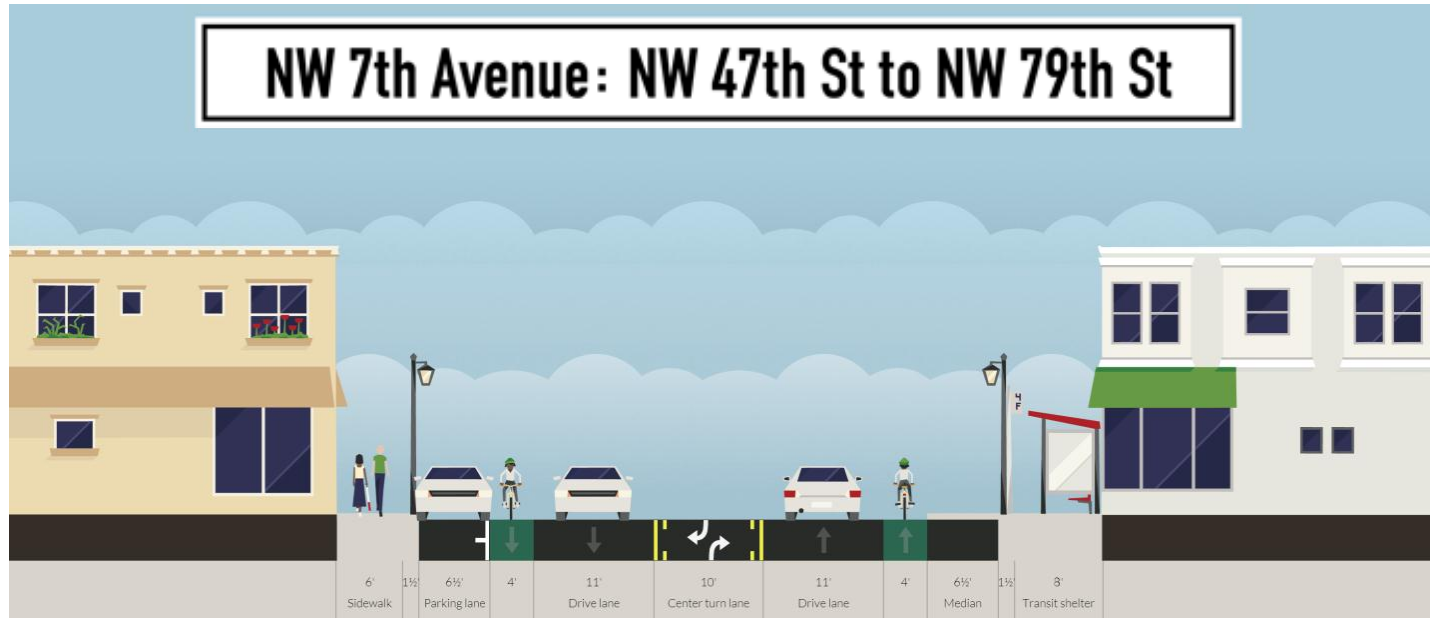 NW 7th Avenue: NW 47th St to NW 79th St
4
F
6' 1½' 6½' 4' 11' 10' 11' 4' 6½' 1½' 8'
Sidewalk Parking lane Drive lane Center turn lane Drive lane Median Transit shelter